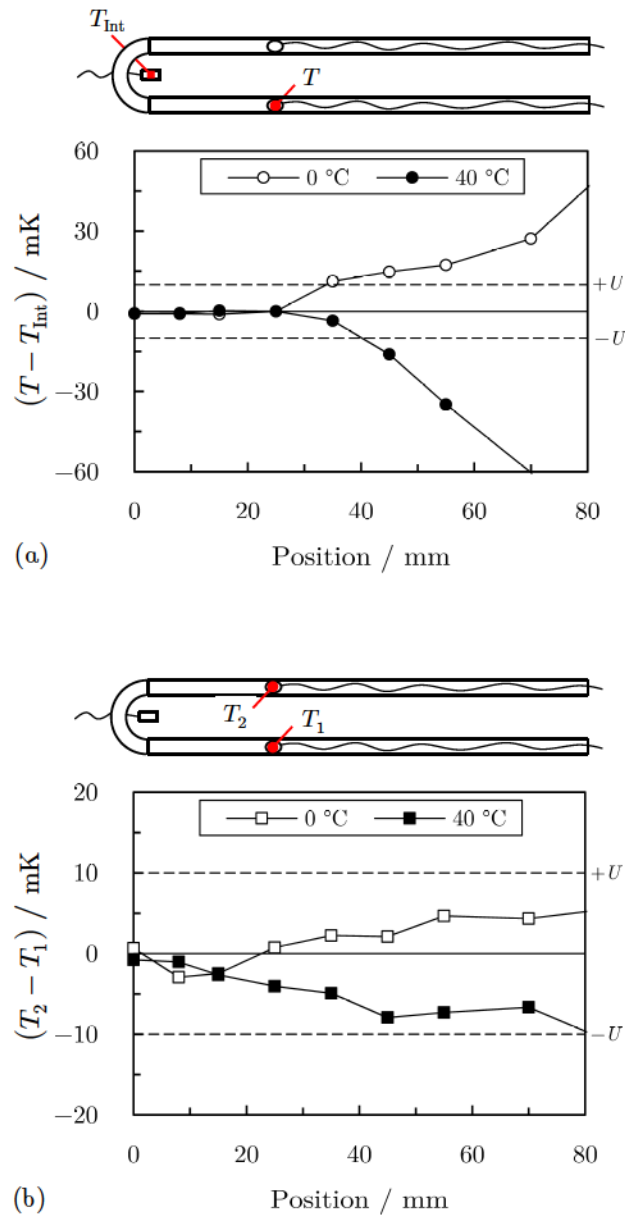 T_Int
T
60
30
0
−30
−60
0 °C
40 °C
+U
−U
(T − T_Int) / mK
0
20
40
60
80
(a)
Position / mm
T_2
T_1
20
10
0
−10
−20
0 °C
40 °C
+U
−U
(T_2 − T_1) / mK
0
20
40
60
80
(b)
Position / mm